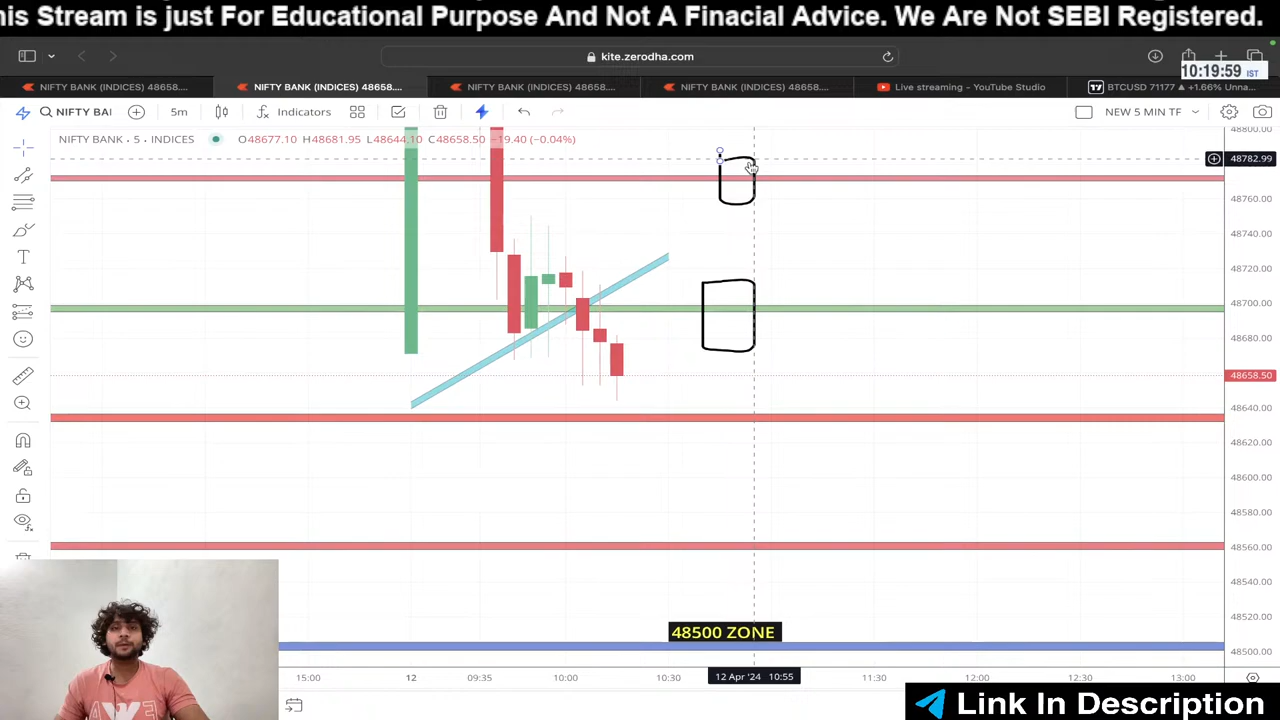 his Stream is just For Educational Purpose And Not A Finacial Advice. We Are Not SEBI Registered.
kite.zerodha.com
10:19:59 IST
NIFTY BANK (INDICES) 48658....
NIFTY BANK (INDICES) 48658....
NIFTY BANK (INDICES) 48658....
NIFTY BANK (INDICES) 48658....
Live streaming - YouTube Studio
BTCUSD 71177 ▲ +1.66% Unna...
NIFTY BAI
5m
Indicators
NEW 5 MIN TF
NIFTY BANK · 5 · INDICES
O48677.10 H48681.95 L48644.10 C48658.50 −19.40 (−0.04%)
48800.00
48782.99
48760.00
48740.00
48720.00
48700.00
48680.00
48658.50
48640.00
48620.00
48600.00
48580.00
48560.00
48540.00
48520.00
48500 ZONE
48500.00
15:00
12
09:35
10:00
10:30
12 Apr '24 10:55
11:30
12:00
12:30
13:00
Link In Description